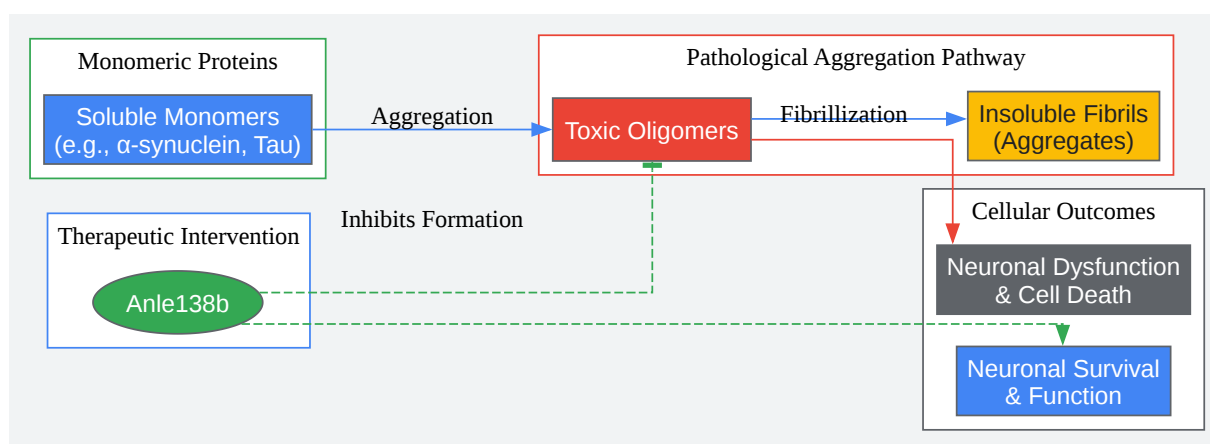 Monomeric Proteins
Soluble Monomers
(e.g., α-synuclein, Tau)
Aggregation
Pathological Aggregation Pathway
Toxic Oligomers
Fibrillization
Insoluble Fibrils
(Aggregates)
Therapeutic Intervention
Anle138b
Inhibits Formation
Cellular Outcomes
Neuronal Dysfunction
& Cell Death
Neuronal Survival
& Function